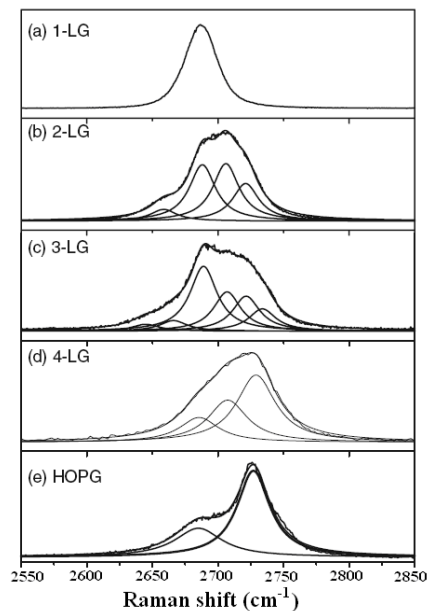 (a) 1-LG
(b) 2-LG
(c) 3-LG
(d) 4-LG
(e) HOPG
2550 2600 2650 2700 2750 2800 2850
Raman shift (cm⁻¹)